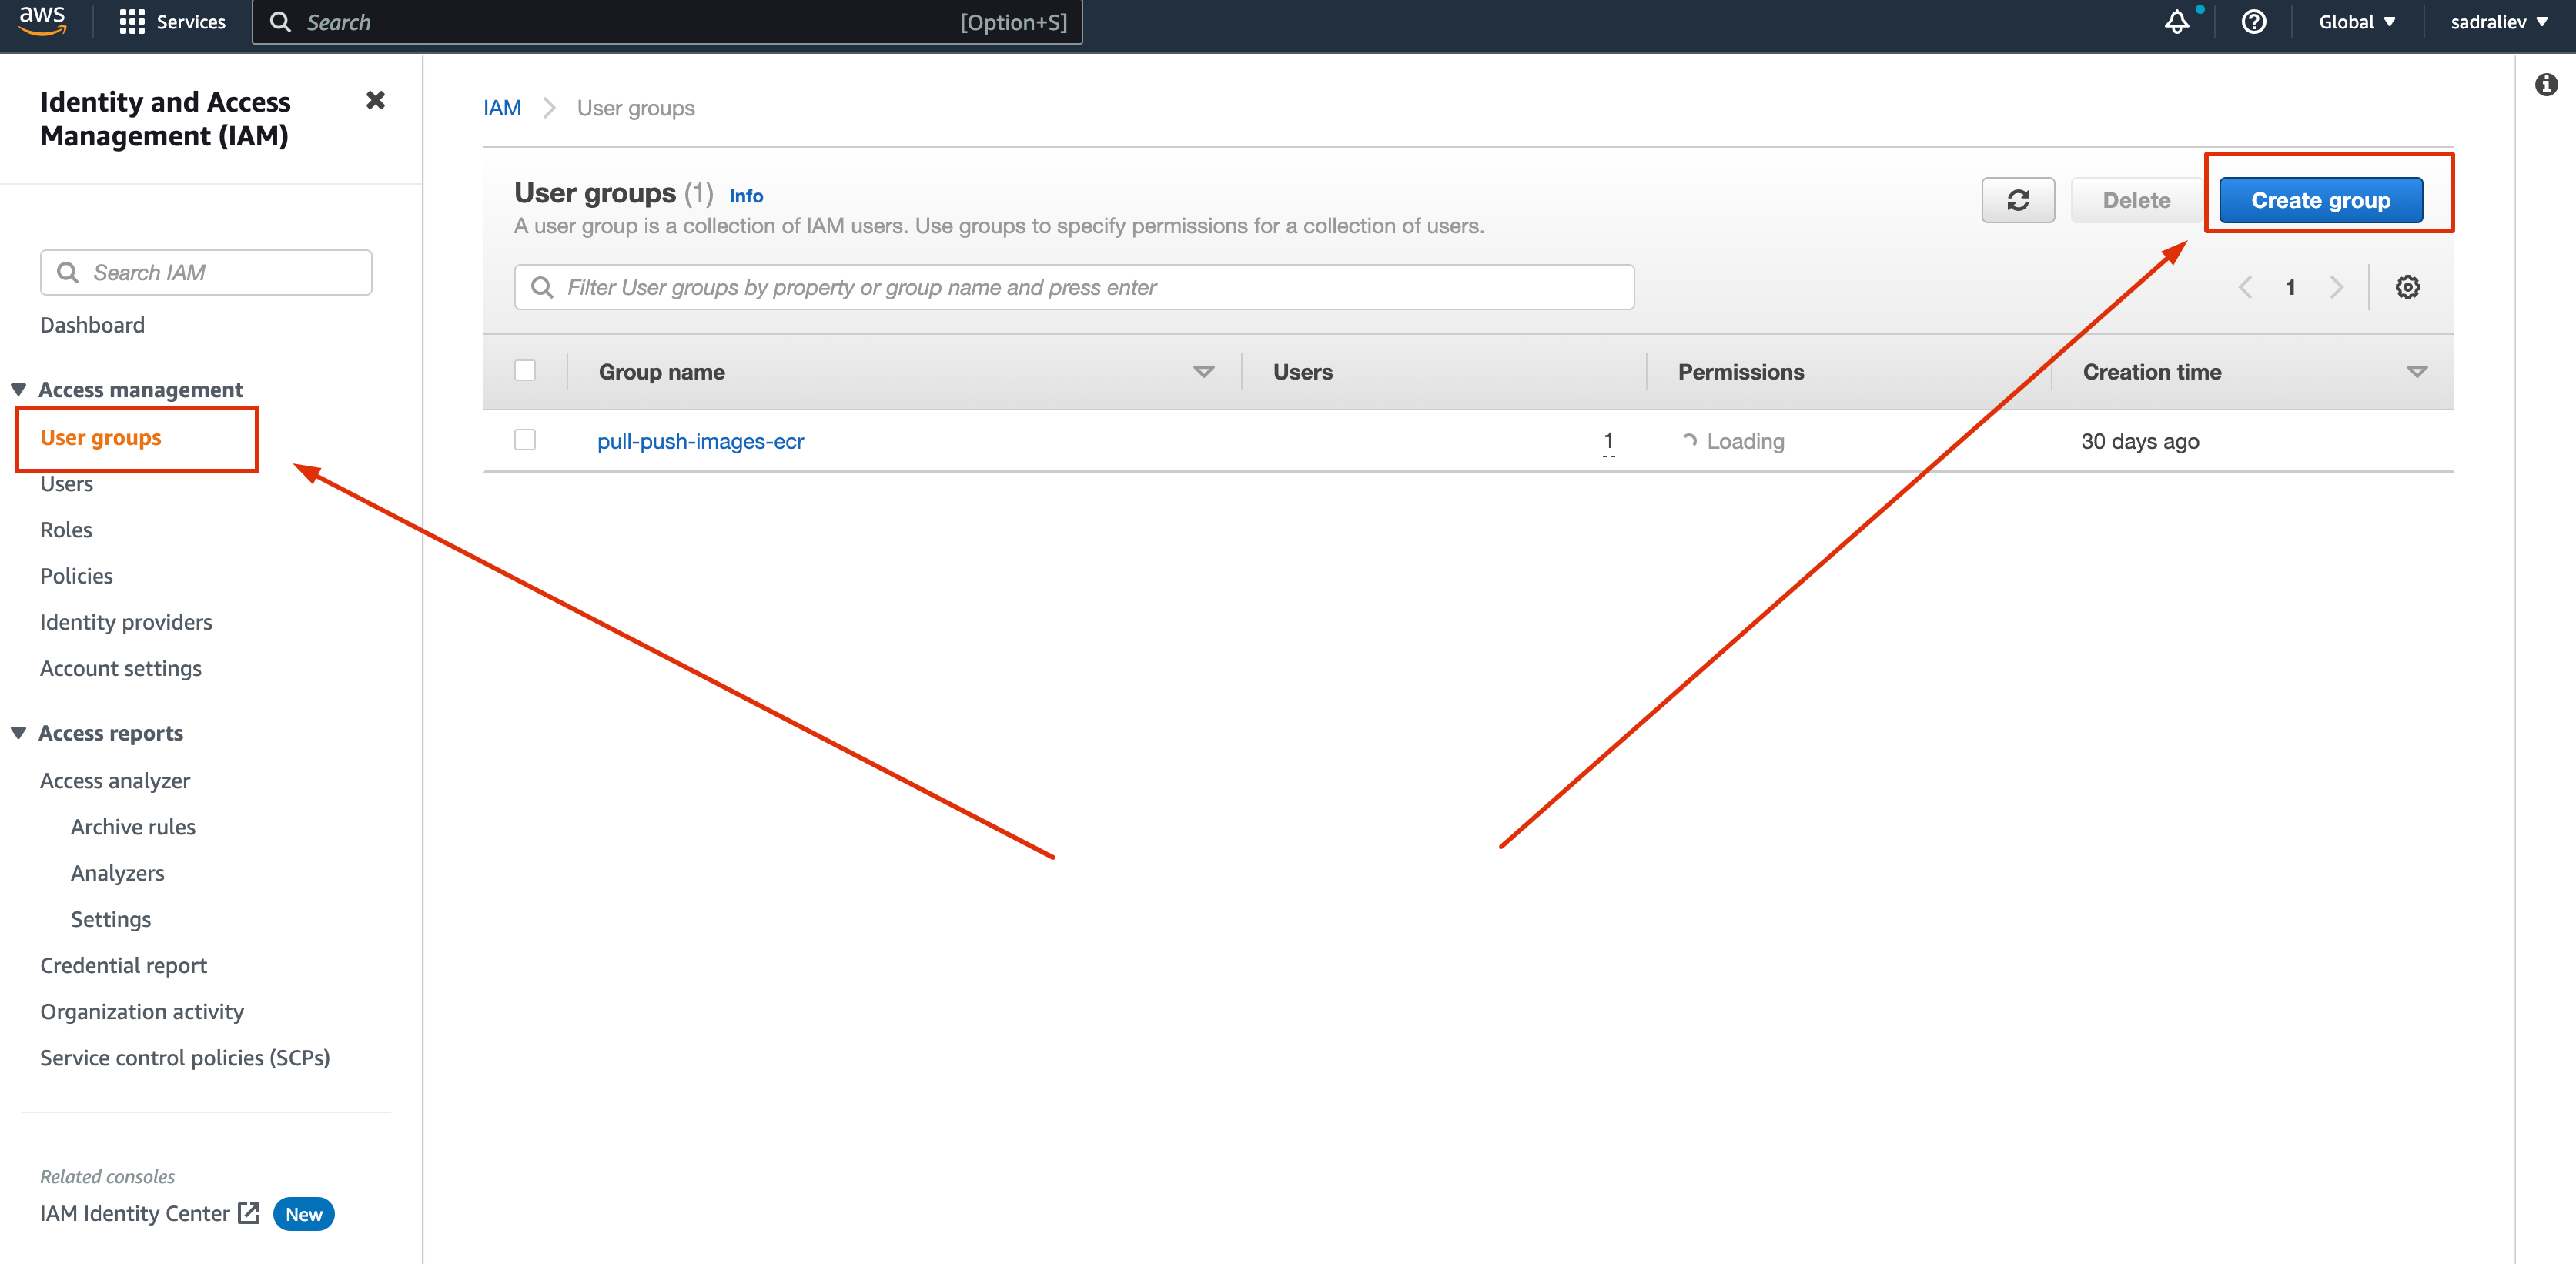 aws
Services
Search
[Option+S]
Global
sadraliev
Identity and Access
Management (IAM)
Search IAM
Dashboard
Access management
User groups
Users
Roles
Policies
Identity providers
Account settings
Access reports
Access analyzer
Archive rules
Analyzers
Settings
Credential report
Organization activity
Service control policies (SCPs)
Related consoles
IAM Identity Center
New
IAM
User groups
User groups (1)
Info
A user group is a collection of IAM users. Use groups to specify permissions for a collection of users.
Delete
Create group
Filter User groups by property or group name and press enter
1
Group name
Users
Permissions
Creation time
pull-push-images-ecr
1
Loading
30 days ago